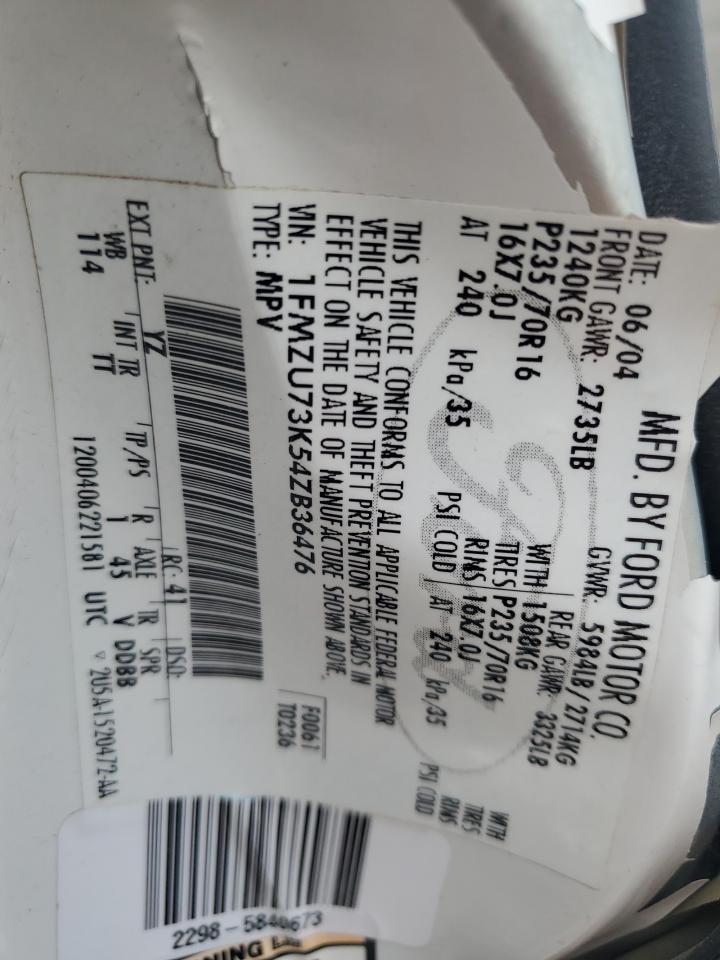 MFD. BY FORD MOTOR CO.
DATE: 06/04 GVWR: 5984LB/2714KG
FRONT GAWR: 2735LB REAR GAWR: 3325LB
1240KG WITH 1508KG WITH
P235/70R16 TIRES P235/70R16 TIRES
16X7.0J RIMS 16X7.0J RIMS
AT 240 kPa/35 PSI COLD AT 240 kPa/35 PSI COLD
THIS VEHICLE CONFORMS TO ALL APPLICABLE FEDERAL MOTOR
VEHICLE SAFETY AND THEFT PREVENTION STANDARDS IN
EFFECT ON THE DATE OF MANUFACTURE SHOWN ABOVE.
VIN: 1FMZU73K54ZB36476
TYPE: MPV
F0061
T0236
EXT PNT: YZ RC: 41 DSO:
WB INT TR TP/PS R AXLE TR SPR
114 TT 1 45 V DDBB
120040622158I UTC
V 2U5A-1520472-AA
2298-5840673